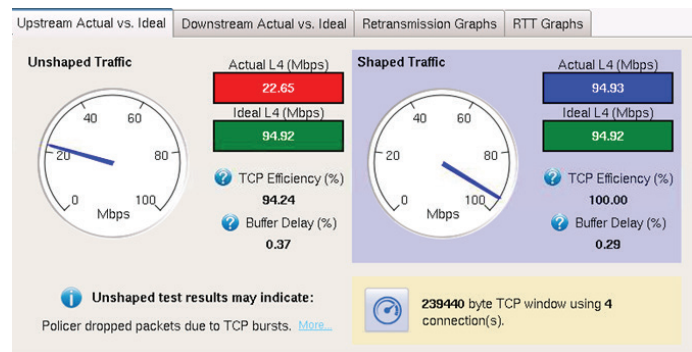 Upstream Actual vs. Ideal
Downstream Actual vs. Ideal
Retransmission Graphs
RTT Graphs
Unshaped Traffic
0
20
40
60
80
100
Mbps
Actual L4 (Mbps)
22.65
Ideal L4 (Mbps)
94.92
TCP Efficiency (%)
94.24
Buffer Delay (%)
0.37
Unshaped test results may indicate:
Policer dropped packets due to TCP bursts. More...
Shaped Traffic
0
20
40
60
80
100
Mbps
Actual L4 (Mbps)
94.93
Ideal L4 (Mbps)
94.92
TCP Efficiency (%)
100.00
Buffer Delay (%)
0.29
239440 byte TCP window using 4
connection(s).